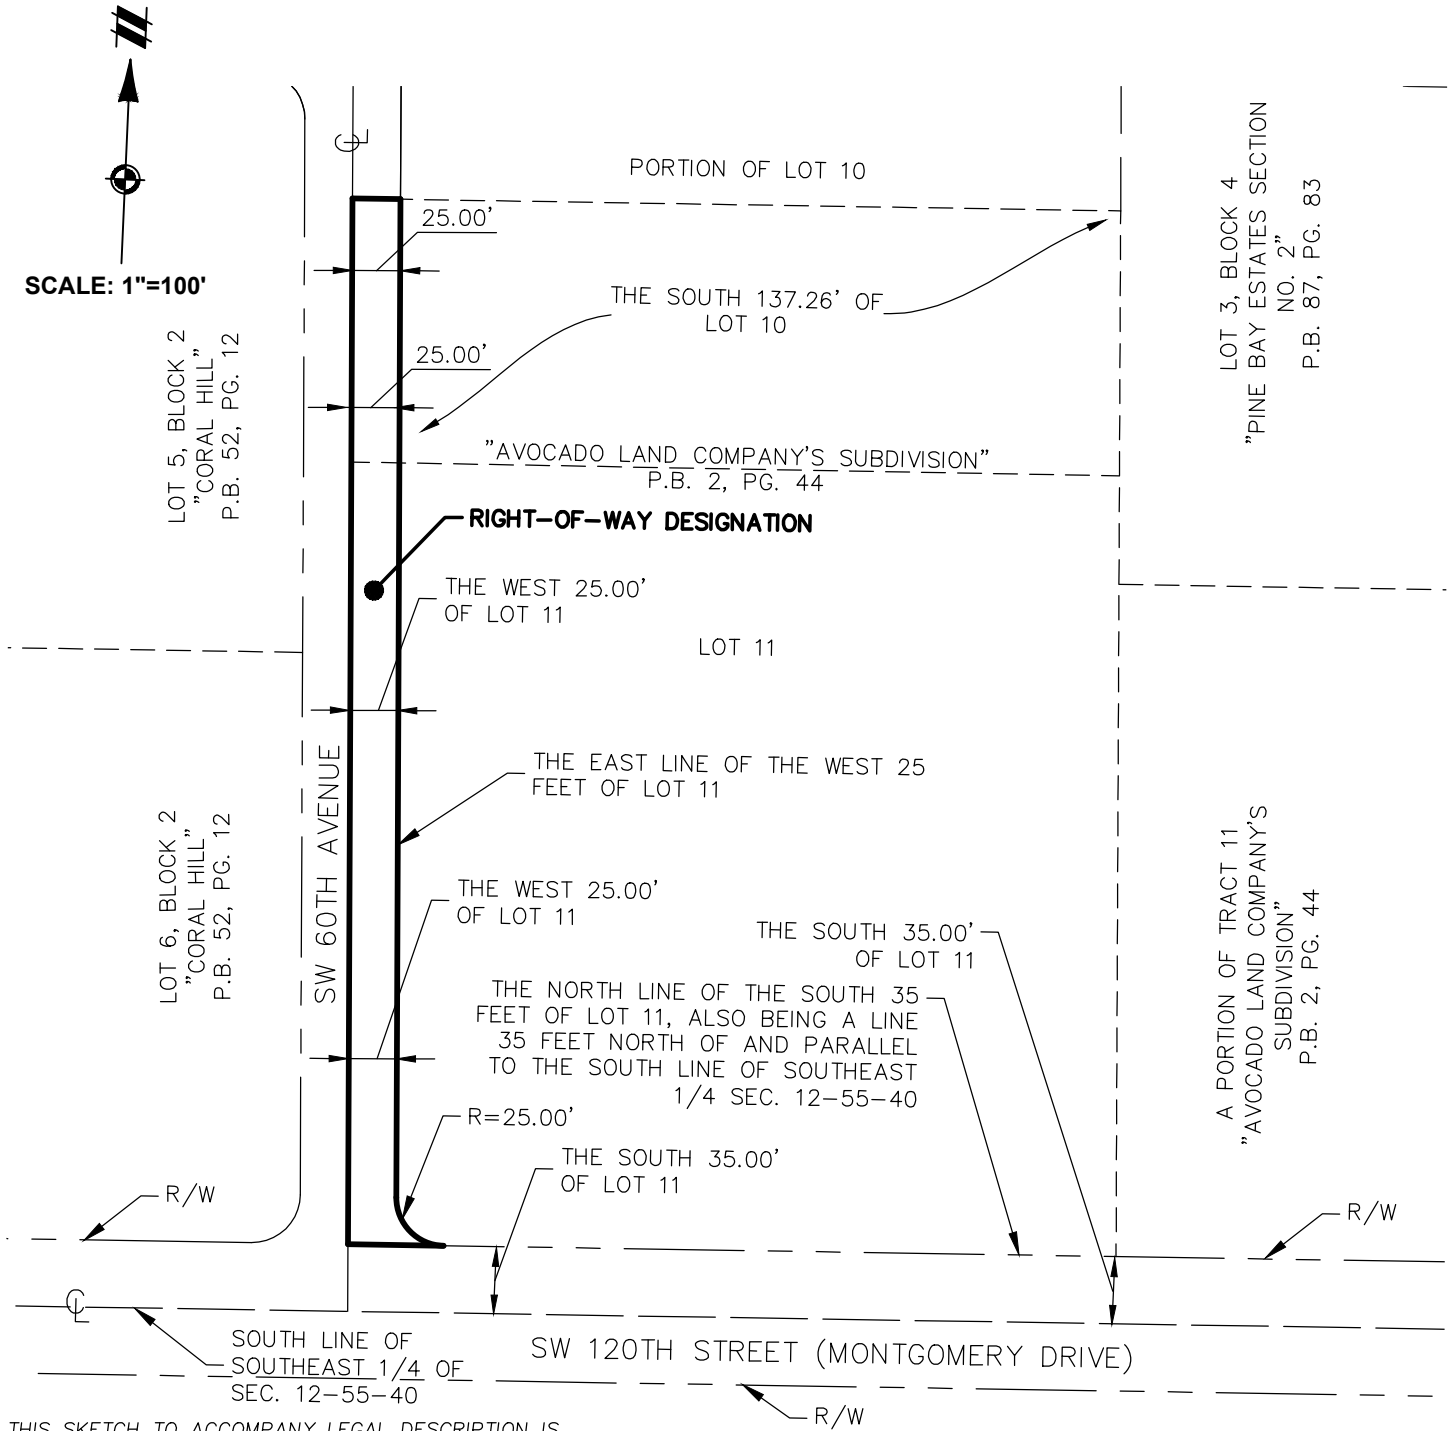 N
SCALE: 1"=100'
℄
PORTION OF LOT 10
25.00'
THE SOUTH 137.26' OF
LOT 10
25.00'
LOT 5, BLOCK 2
"CORAL HILL"
P.B. 52, PG. 12
LOT 3, BLOCK 4
"PINE BAY ESTATES SECTION
NO. 2"
P.B. 87, PG. 83
"AVOCADO LAND COMPANY'S SUBDIVISION"
P.B. 2, PG. 44
RIGHT-OF-WAY DESIGNATION
THE WEST 25.00'
OF LOT 11
LOT 11
THE EAST LINE OF THE WEST 25
FEET OF LOT 11
SW 60TH AVENUE
LOT 6, BLOCK 2
"CORAL HILL"
P.B. 52, PG. 12
THE WEST 25.00'
OF LOT 11
THE SOUTH 35.00'
OF LOT 11
THE NORTH LINE OF THE SOUTH 35
FEET OF LOT 11, ALSO BEING A LINE
35 FEET NORTH OF AND PARALLEL
TO THE SOUTH LINE OF SOUTHEAST
1/4 SEC. 12-55-40
A PORTION OF TRACT 11
"AVOCADO LAND COMPANY'S
SUBDIVISION"
P.B. 2, PG. 44
R=25.00'
THE SOUTH 35.00'
OF LOT 11
R/W
R/W
℄
SOUTH LINE OF
SOUTHEAST 1/4 OF
SEC. 12-55-40
SW 120TH STREET (MONTGOMERY DRIVE)
R/W
THIS SKETCH TO ACCOMPANY LEGAL DESCRIPTION IS